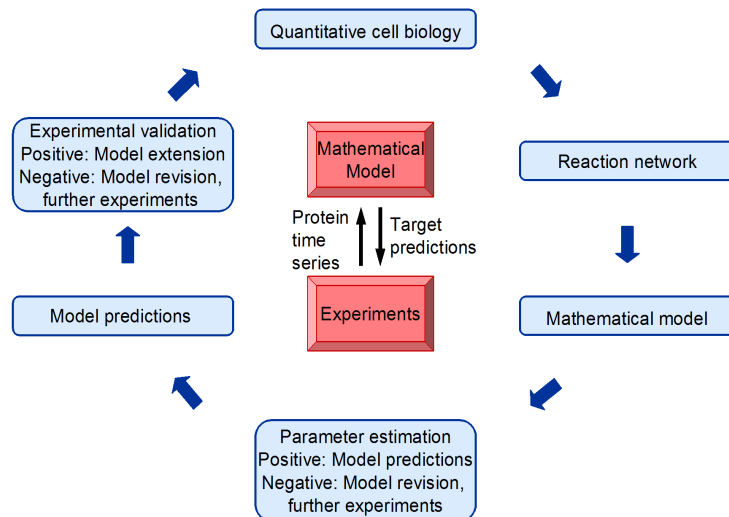 Quantitative cell biology
Experimental validation
Positive: Model extension
Negative: Model revision,
further experiments
Mathematical
Model
Reaction network
Protein
time
series
Target
predictions
Model predictions
Experiments
Mathematical model
Parameter estimation
Positive: Model predictions
Negative: Model revision,
further experiments